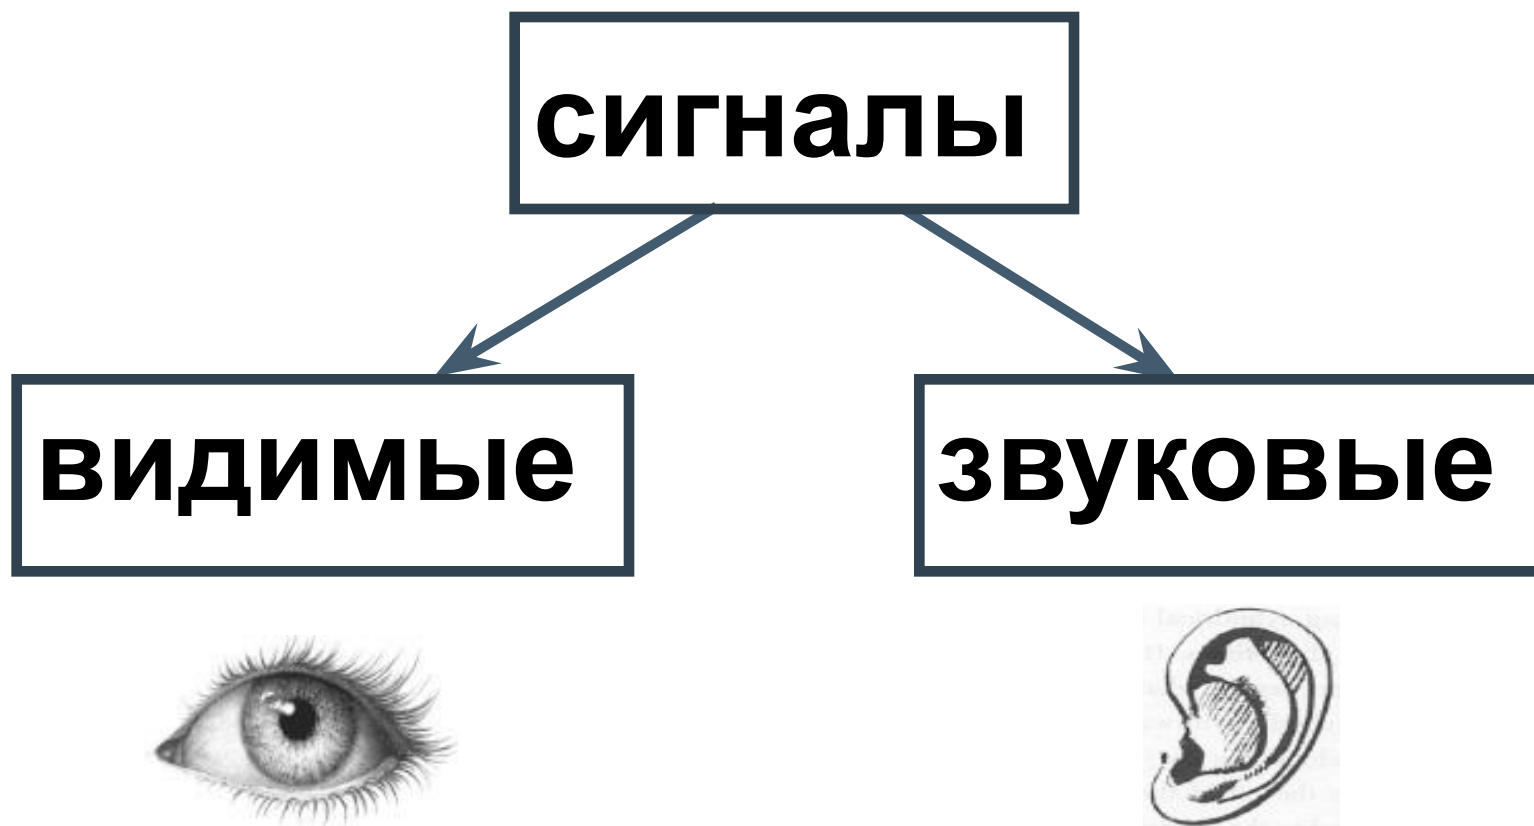 сигналы
видимые
звуковые